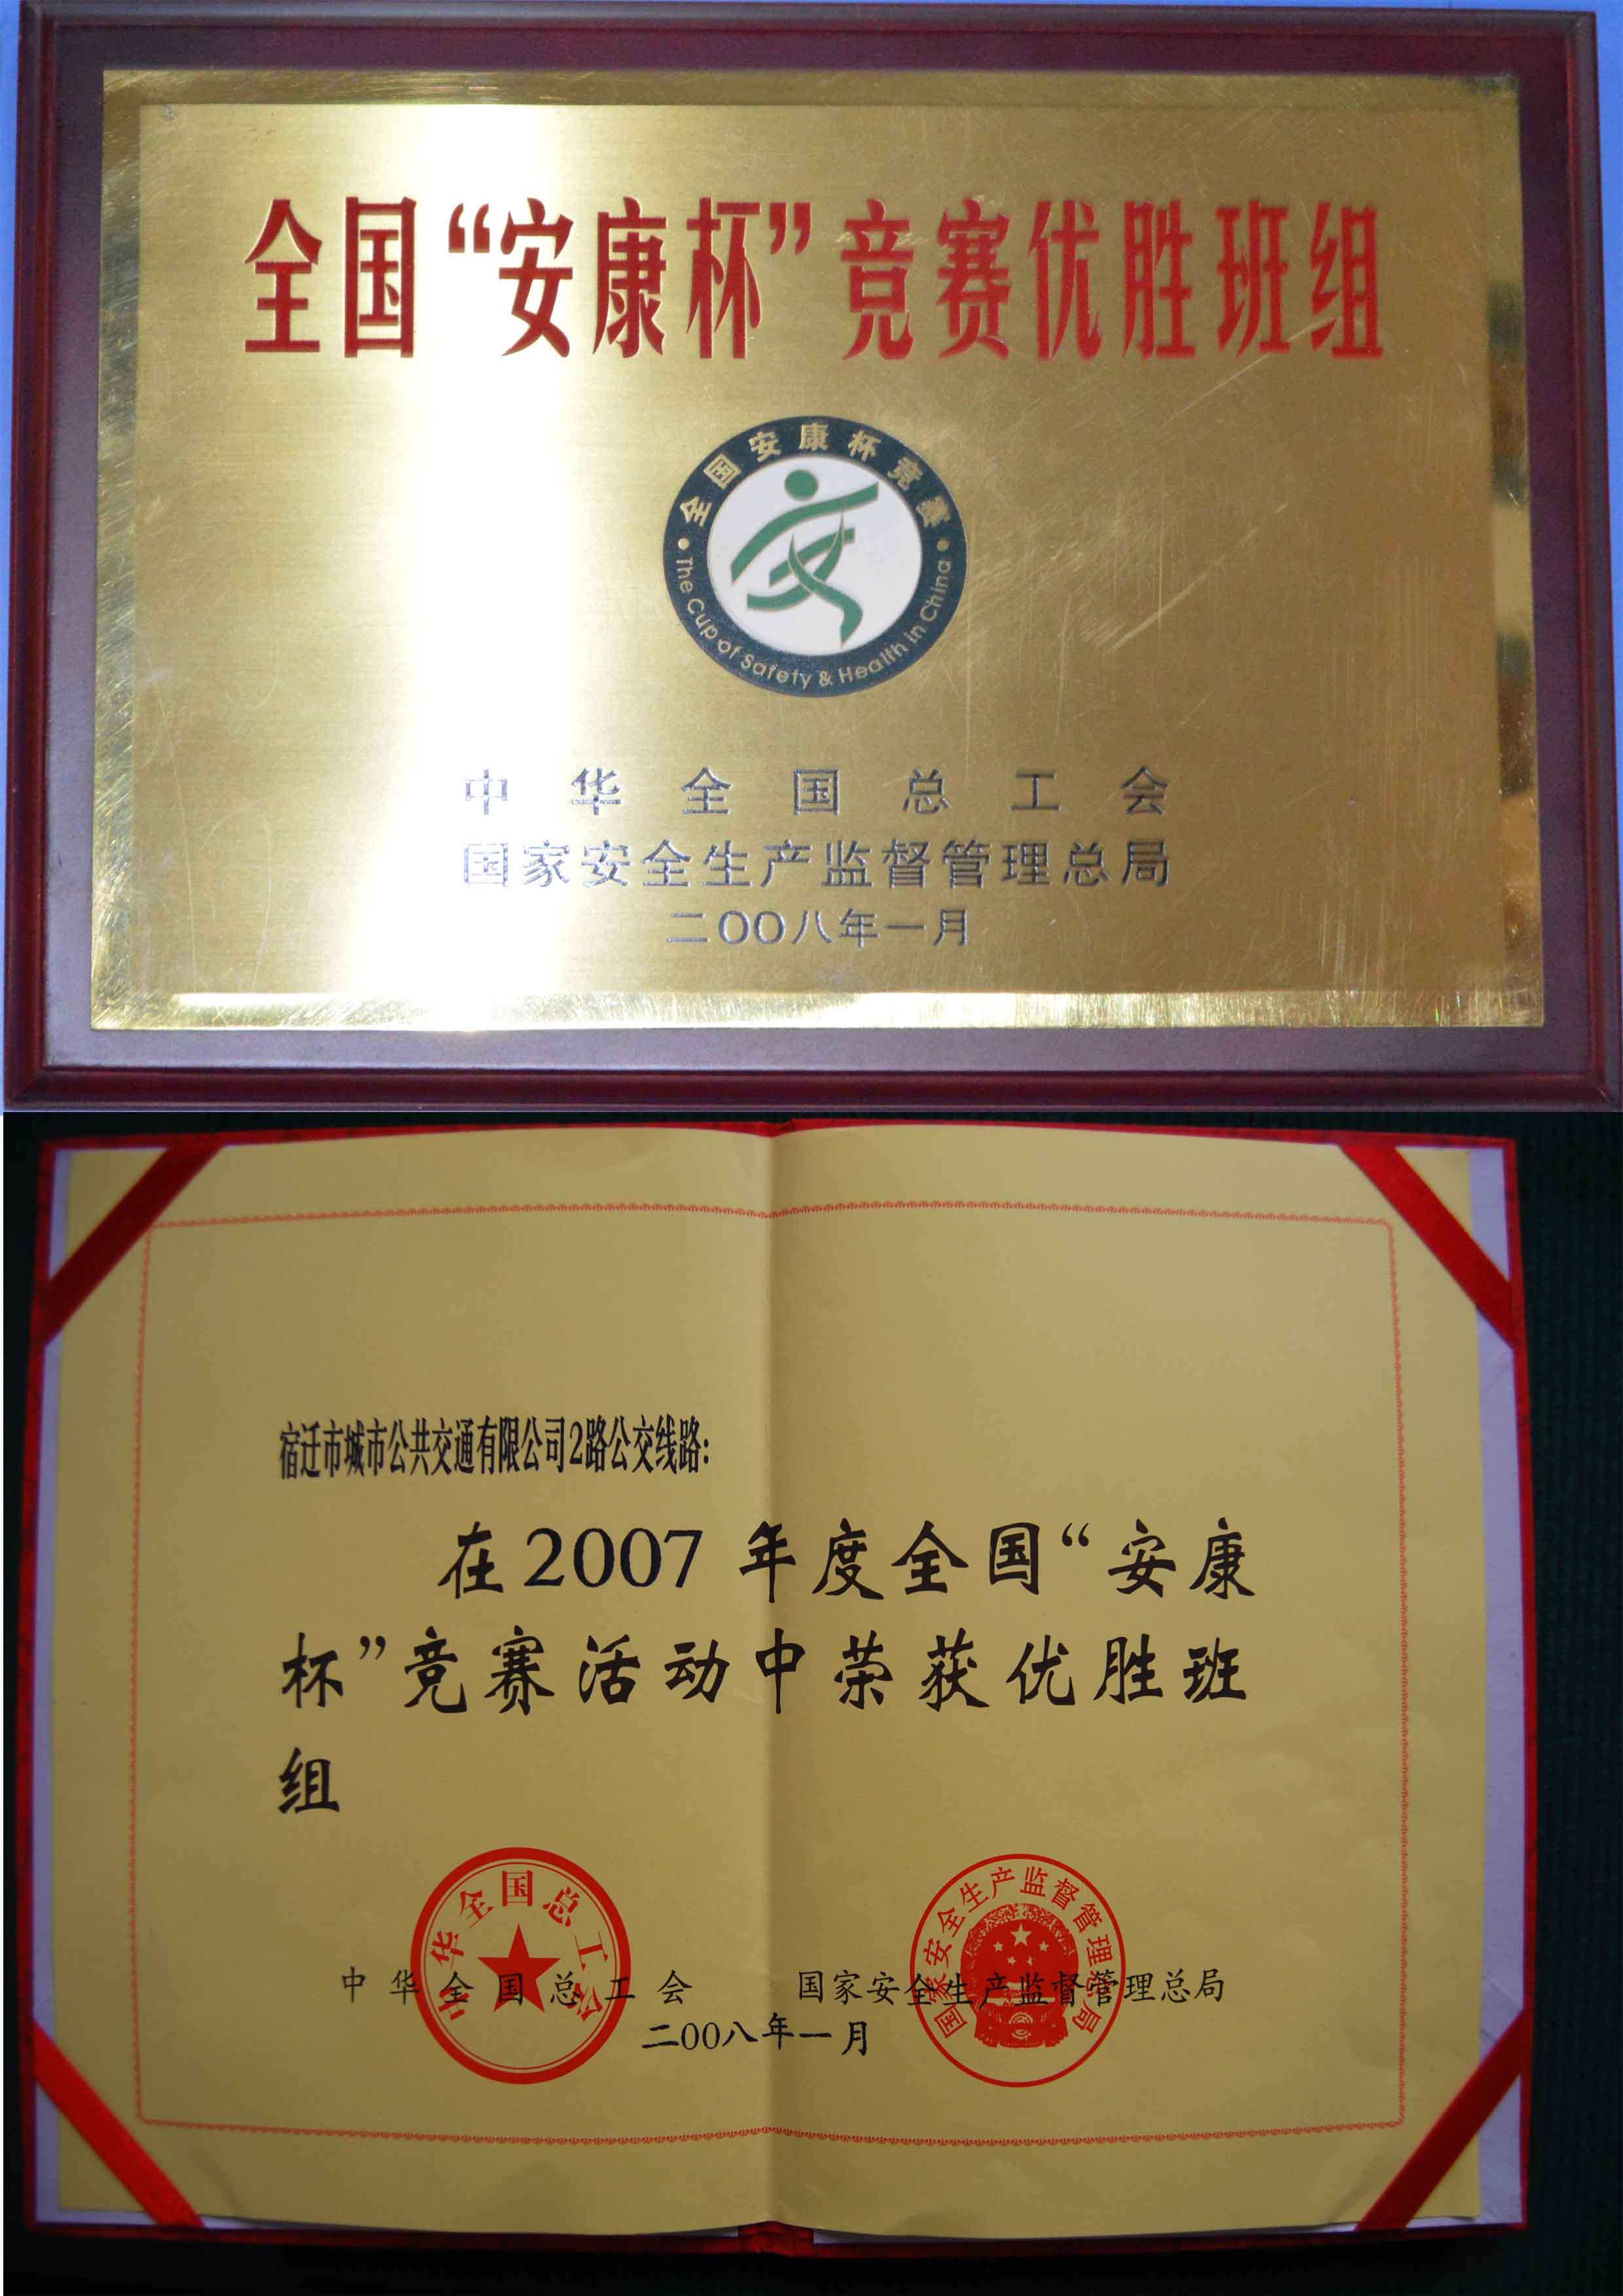 全国“安康杯”竞赛优胜班组
全国安康杯竞赛
The Cup of Safety & Health in China
中华全国总工会
国家安全生产监督管理总局
二〇〇八年一月
宿迁市城市公共交通有限公司2路公交线路:
在2007年度全国“安康
杯”竞赛活动中荣获优胜班
组
中华全国总工会
国家安全生产监督管理总局
中华全国总工会 国家安全生产监督管理总局
二〇〇八年一月